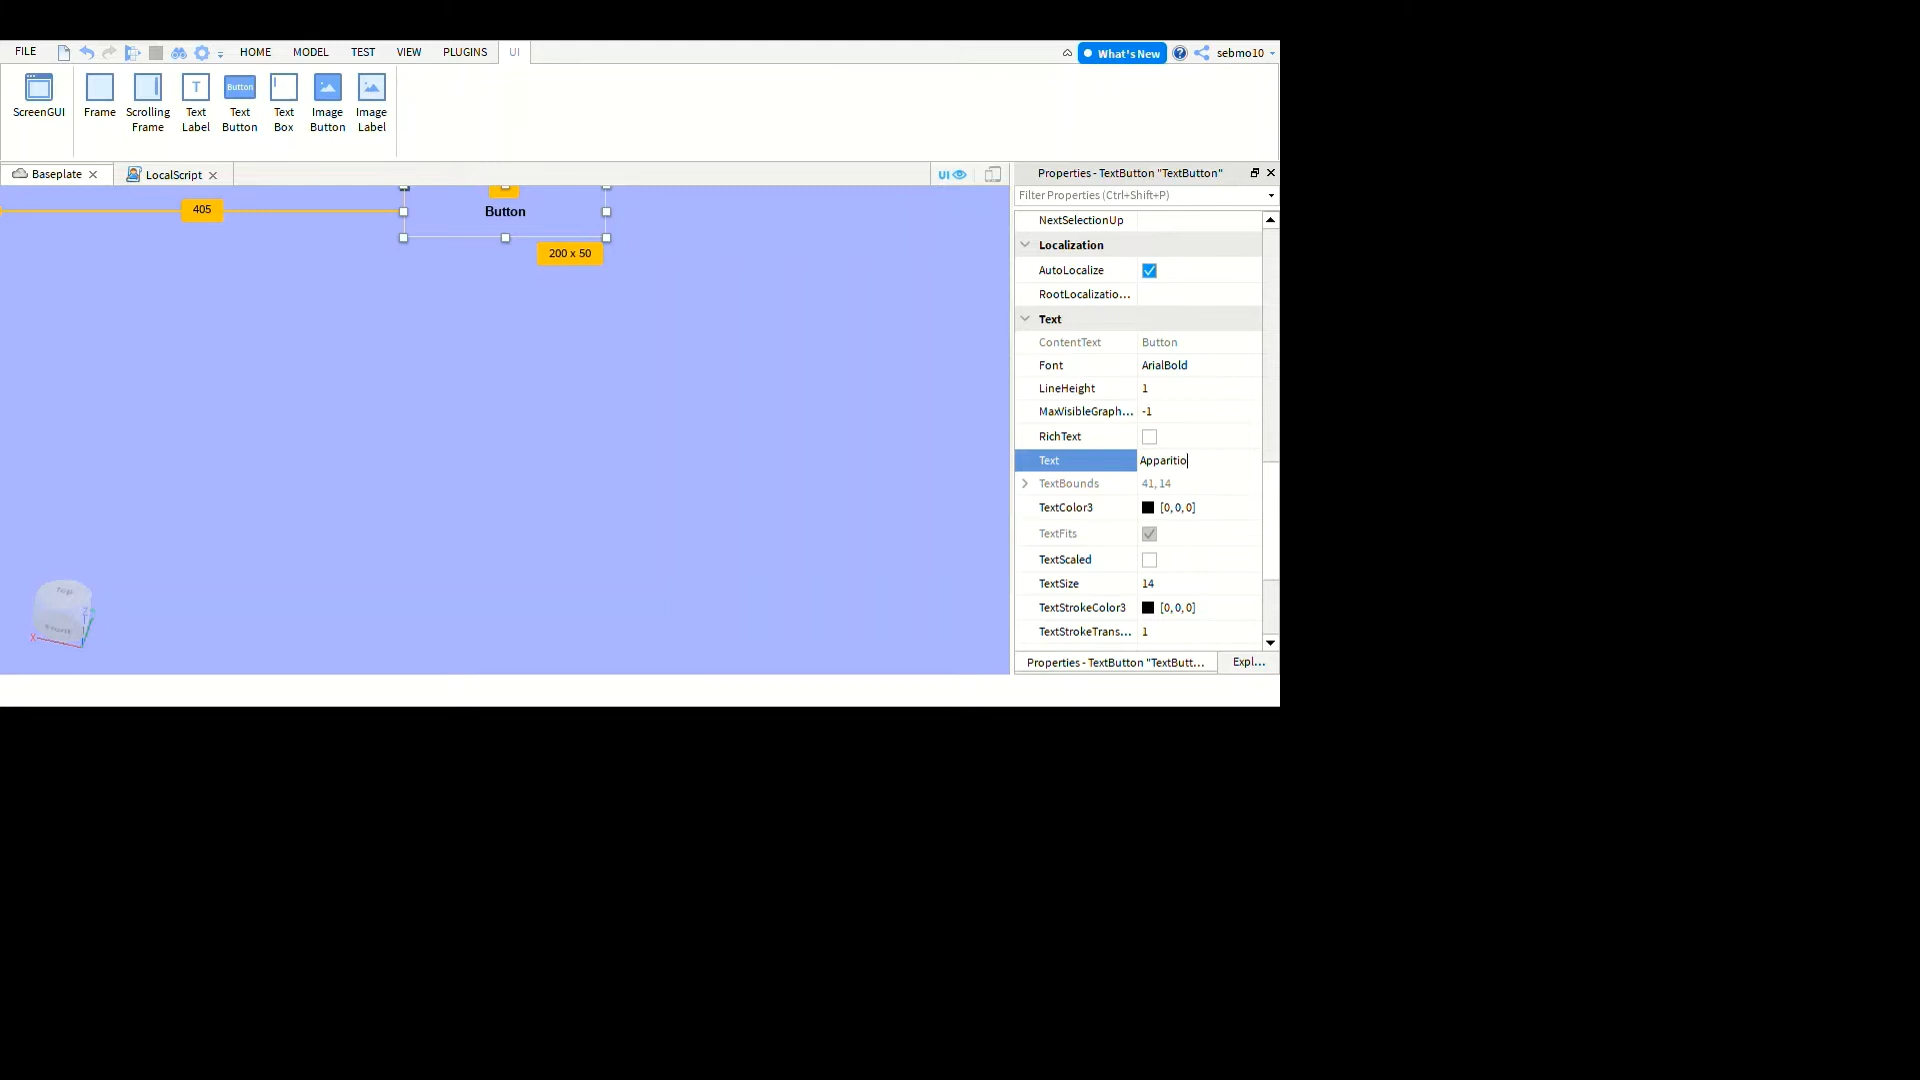 FILE HOME MODEL TEST VIEW PLUGINS UI What's New sebmo10
ScreenGUI
Frame
Scrolling
Frame
T
Text
Label
Button
Text
Button
Text
Box
Image
Button
Image
Label
Baseplate LocalScript UI
Properties - TextButton "TextButton"
Filter Properties (Ctrl+Shift+P)
405
Button
200 x 50
NextSelectionUp
Localization
AutoLocalize
RootLocalizatio...
Text
ContentText Button
Font ArialBold
LineHeight 1
MaxVisibleGraph... -1
RichText
Text Apparitio
TextBounds 41, 14
TextColor3 [0, 0, 0]
TextFits
TextScaled
TextSize 14
TextStrokeColor3 [0, 0, 0]
TextStrokeTrans... 1
Properties - TextButton "TextButt... Expl...
X